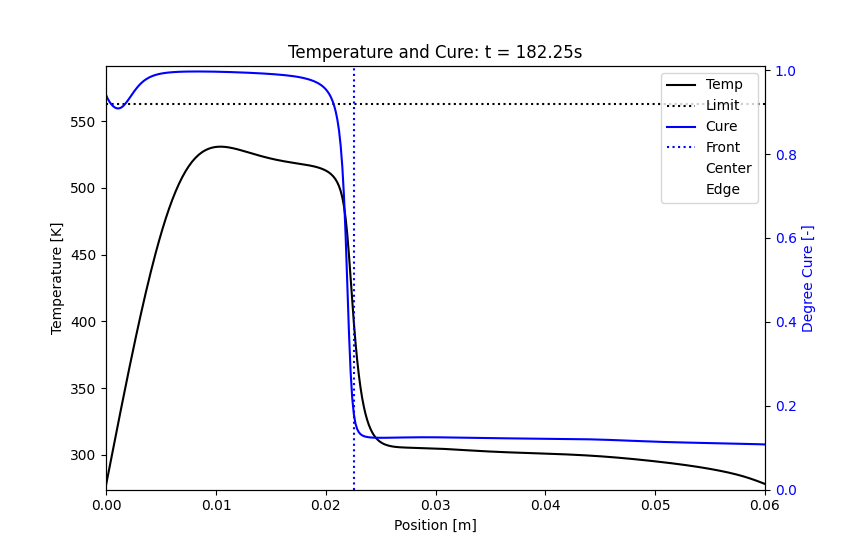 Temperature and Cure: t = 182.25s
Temp
Limit
Cure
Front
Center
Edge
Temperature [K]
550
500
450
400
350
300
Degree Cure [-]
1.0
0.8
0.6
0.4
0.2
0.0
0.00 0.01 0.02 0.03 0.04 0.05 0.06
Position [m]